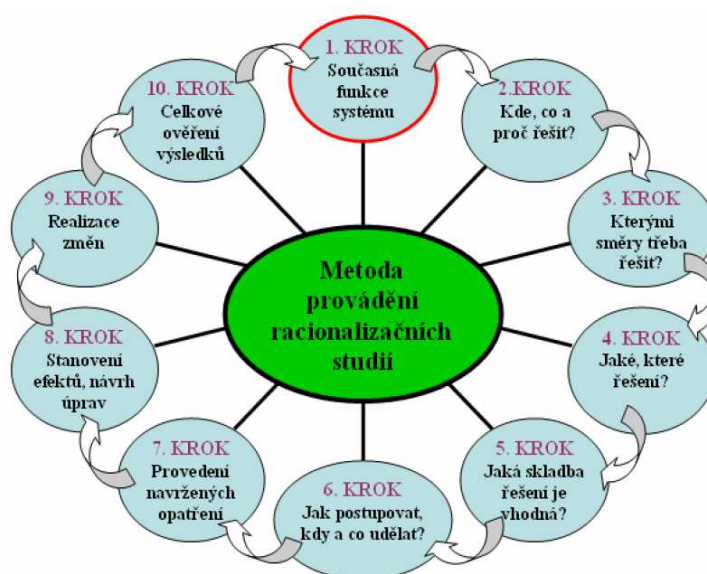 1. KROK
Současná
funkce
systému
2.KROK
Kde, co a
proč řešit?
3. KROK
Kterými
směry třeba
řešit?
4. KROK
Jaké, které
řešení?
5. KROK
Jaká skladba
řešení je
vhodná?
6. KROK
Jak postupovat,
kdy a co udělat?
7. KROK
Provedení
navržených
opatření
8. KROK
Stanovení
efektů, návrh
úprav
9. KROK
Realizace
změn
10. KROK
Celkové
ověření
výsledků
Metoda
provádění
racionalizačních
studií